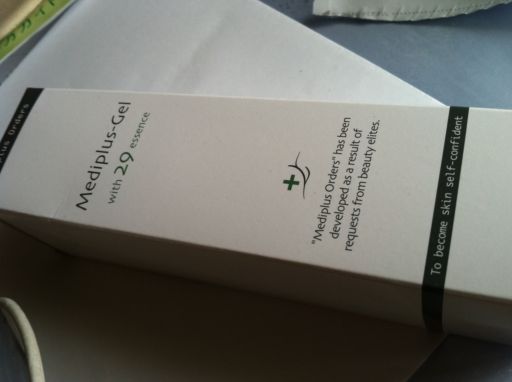 Mediplus-Gel
with 29 essence
"Mediplus Orders" has been
developed as a result of
requests from beauty elites.
To become skin self-confident
Orders